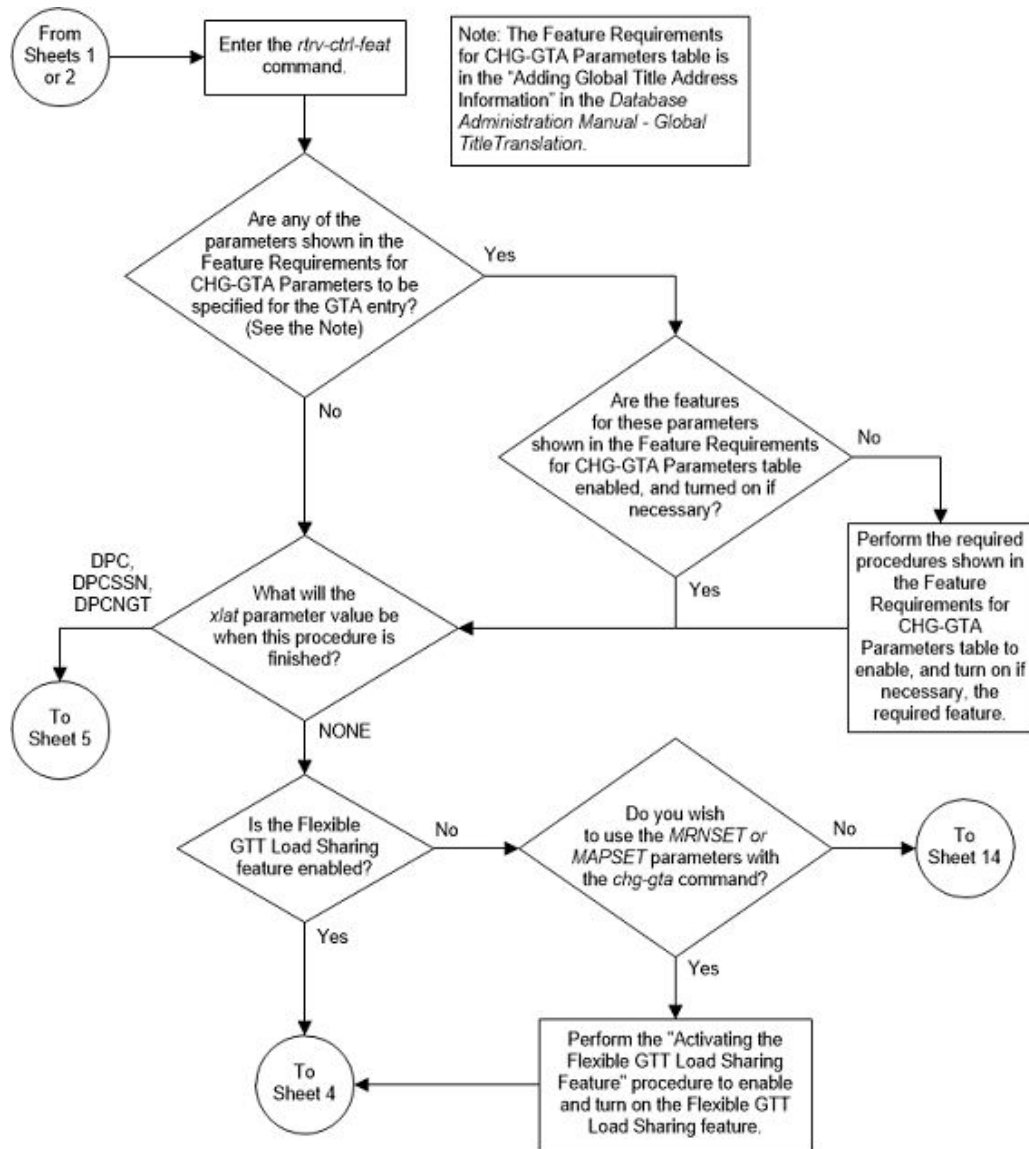 From
Sheets 1
or 2
Enter the rtrv-ctrl-feat
command.
Note: The Feature Requirements
for CHG-GTA Parameters table is
in the "Adding Global Title Address
Information" in the Database
Administration Manual - Global
TitleTranslation.
Are any of the
parameters shown in the
Feature Requirements for
CHG-GTA Parameters to be
specified for the GTA entry?
(See the Note)
Yes
No
Are the features
for these parameters
shown in the Feature Requirements
for CHG-GTA Parameters table
enabled, and turned on if
necessary?
No
Yes
Perform the required
procedures shown in
the Feature
Requirements for
CHG-GTA
Parameters table to
enable, and turn on if
necessary, the
required feature.
What will the
xlat parameter value be
when this procedure is
finished?
DPC,
DPCSSN,
DPCNGT
To
Sheet 5
NONE
Is the Flexible
GTT Load Sharing
feature enabled?
No
Yes
Do you wish
to use the MRNSET or
MAPSET parameters with
the chg-gta command?
No
To
Sheet 14
Yes
Perform the "Activating the
Flexible GTT Load Sharing
Feature" procedure to enable
and turn on the Flexible GTT
Load Sharing feature.
To
Sheet 4